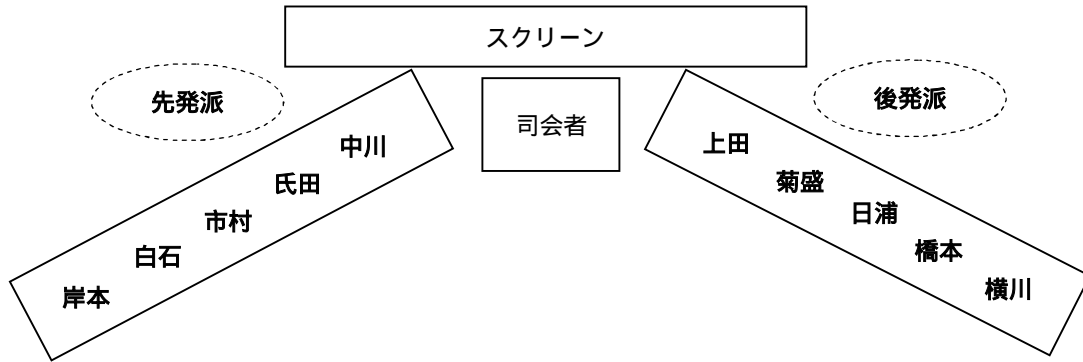 スクリーン
先発派
後発派
司会者
中川
氏田
市村
白石
岸本
上田
菊盛
日浦
橋本
横川